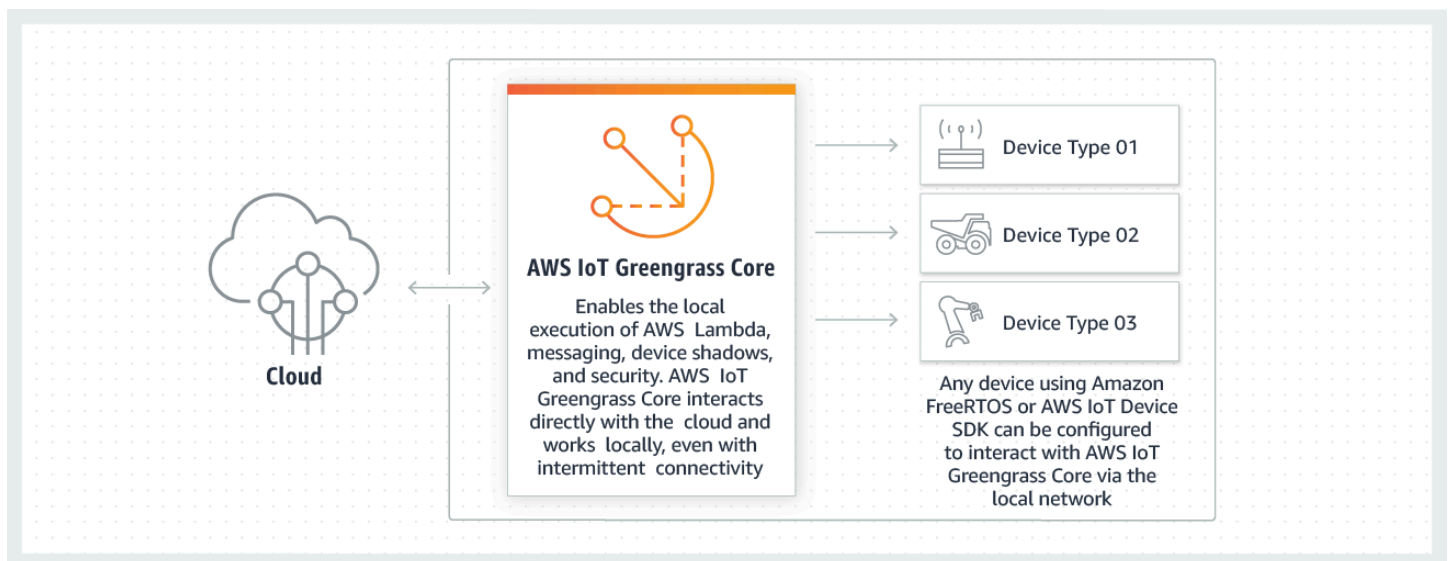 Cloud
AWS IoT Greengrass Core
Enables the local
execution of AWS Lambda,
messaging, device shadows,
and security. AWS IoT
Greengrass Core interacts
directly with the cloud and
works locally, even with
intermittent connectivity
Device Type 01
Device Type 02
Device Type 03
Any device using Amazon
FreeRTOS or AWS IoT Device
SDK can be configured
to interact with AWS IoT
Greengrass Core via the
local network